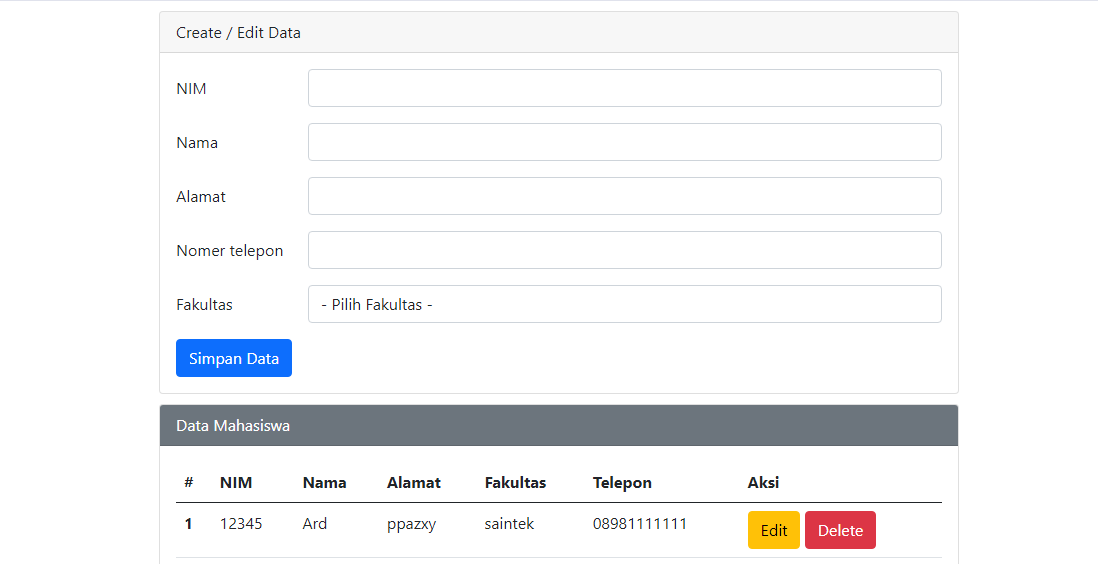 Create / Edit Data
NIM
Nama
Alamat
Nomer telepon
Fakultas - Pilih Fakultas -
Simpan Data
Data Mahasiswa
# NIM Nama Alamat Fakultas Telepon Aksi
1 12345 Ard ppazxy saintek 08981111111 Edit Delete